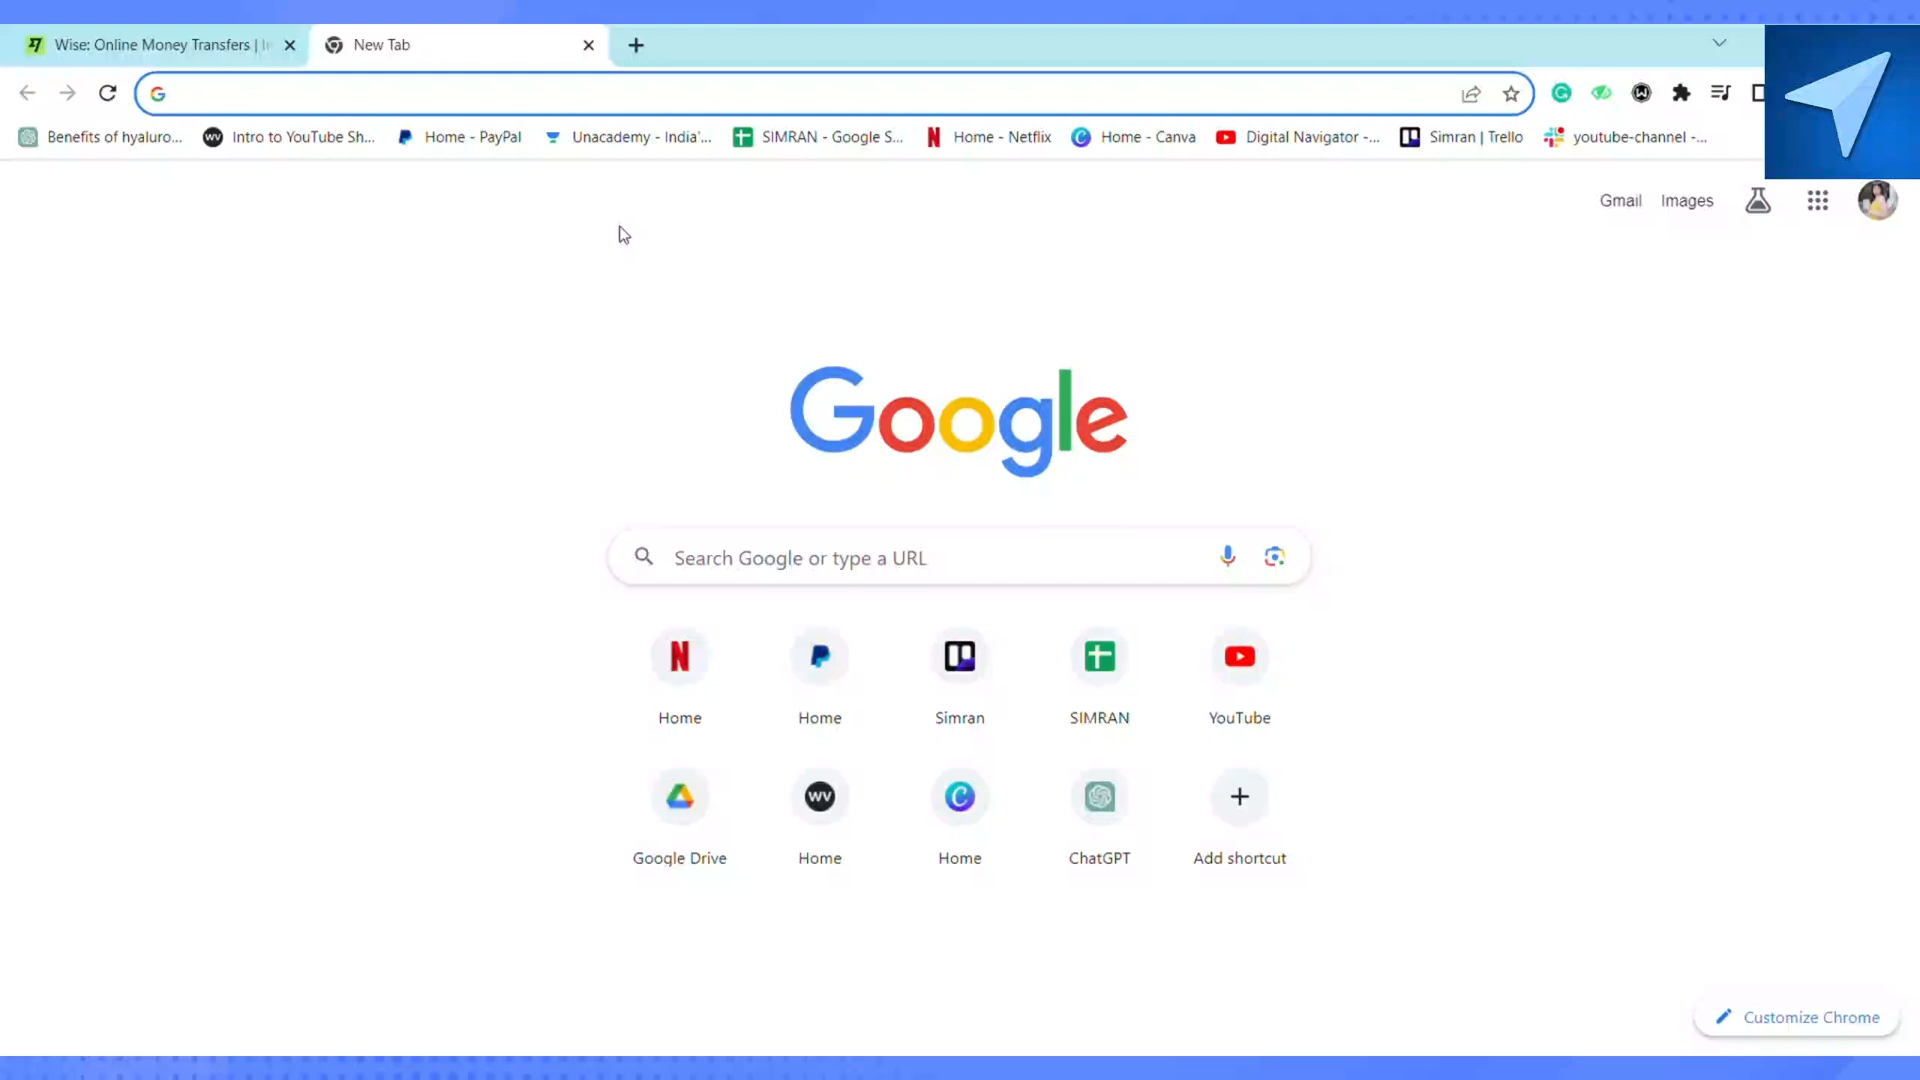 Wise: Online Money Transfers |
New Tab
Benefits of hyaluro...
Intro to YouTube Sh...
Home - PayPal
Unacademy - India'...
SIMRAN - Google S...
Home - Netflix
Home - Canva
Digital Navigator -...
Simran | Trello
youtube-channel -...
Gmail
Images
Google
Search Google or type a URL
Home
Home
Simran
SIMRAN
YouTube
Google Drive
Home
Home
ChatGPT
Add shortcut
Customize Chrome